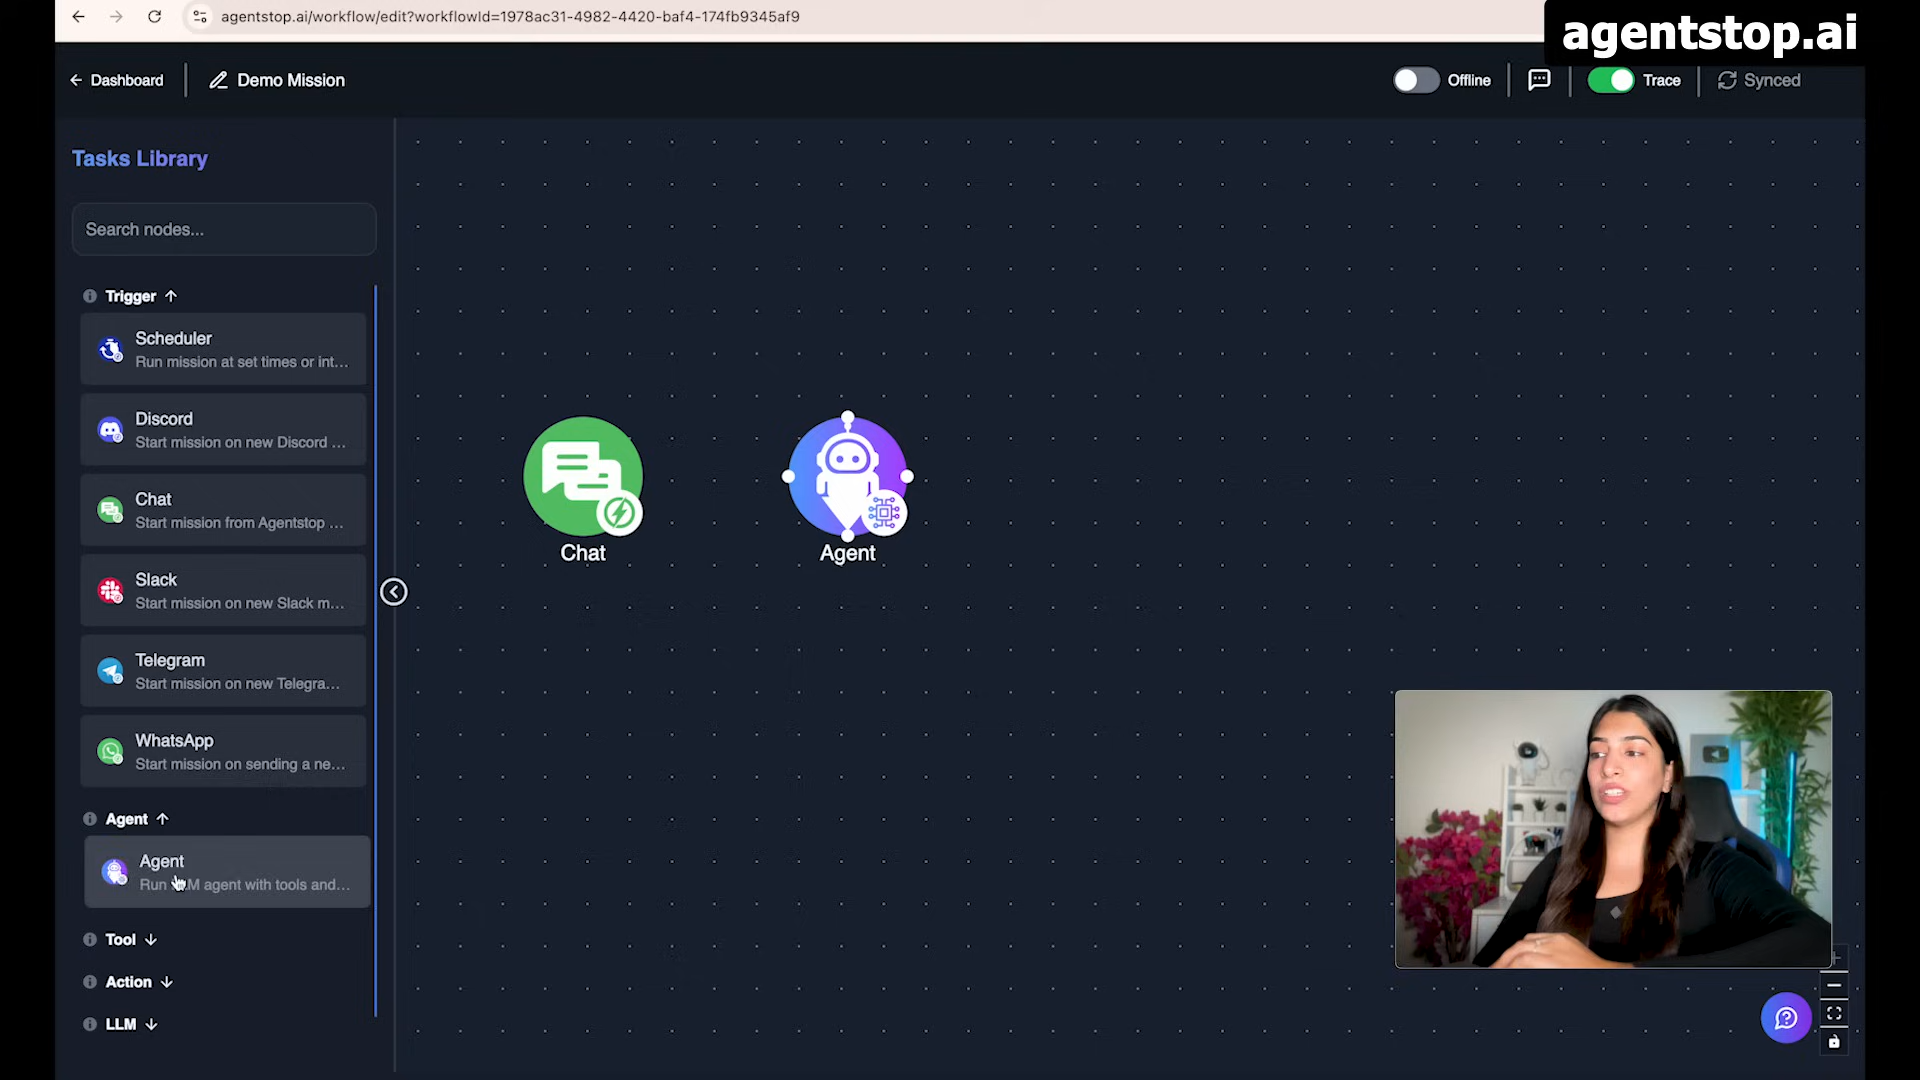 agentstop.ai/workflow/edit?workflowId=1978ac31-4982-4420-baf4-174fb9345af9
agentstop.ai
Dashboard
Demo Mission
Offline
Trace
Synced
Tasks Library
Search nodes...
Trigger
Scheduler
Run mission at set times or int...
Discord
Start mission on new Discord ...
Chat
Start mission from Agentstop ...
Slack
Start mission on new Slack m...
Telegram
Start mission on new Telegra...
WhatsApp
Start mission on sending a ne...
Agent
Agent
Run LLM agent with tools and...
Tool
Action
LLM
Chat
Agent